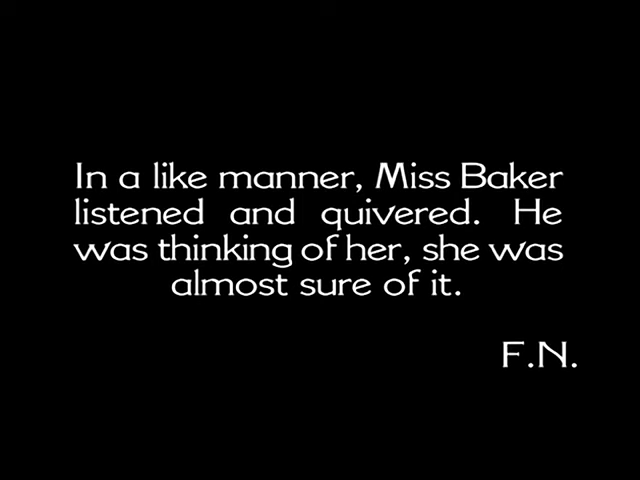 In a like manner, Miss Baker
listened and quivered. He
was thinking of her, she was
almost sure of it.
F.N.